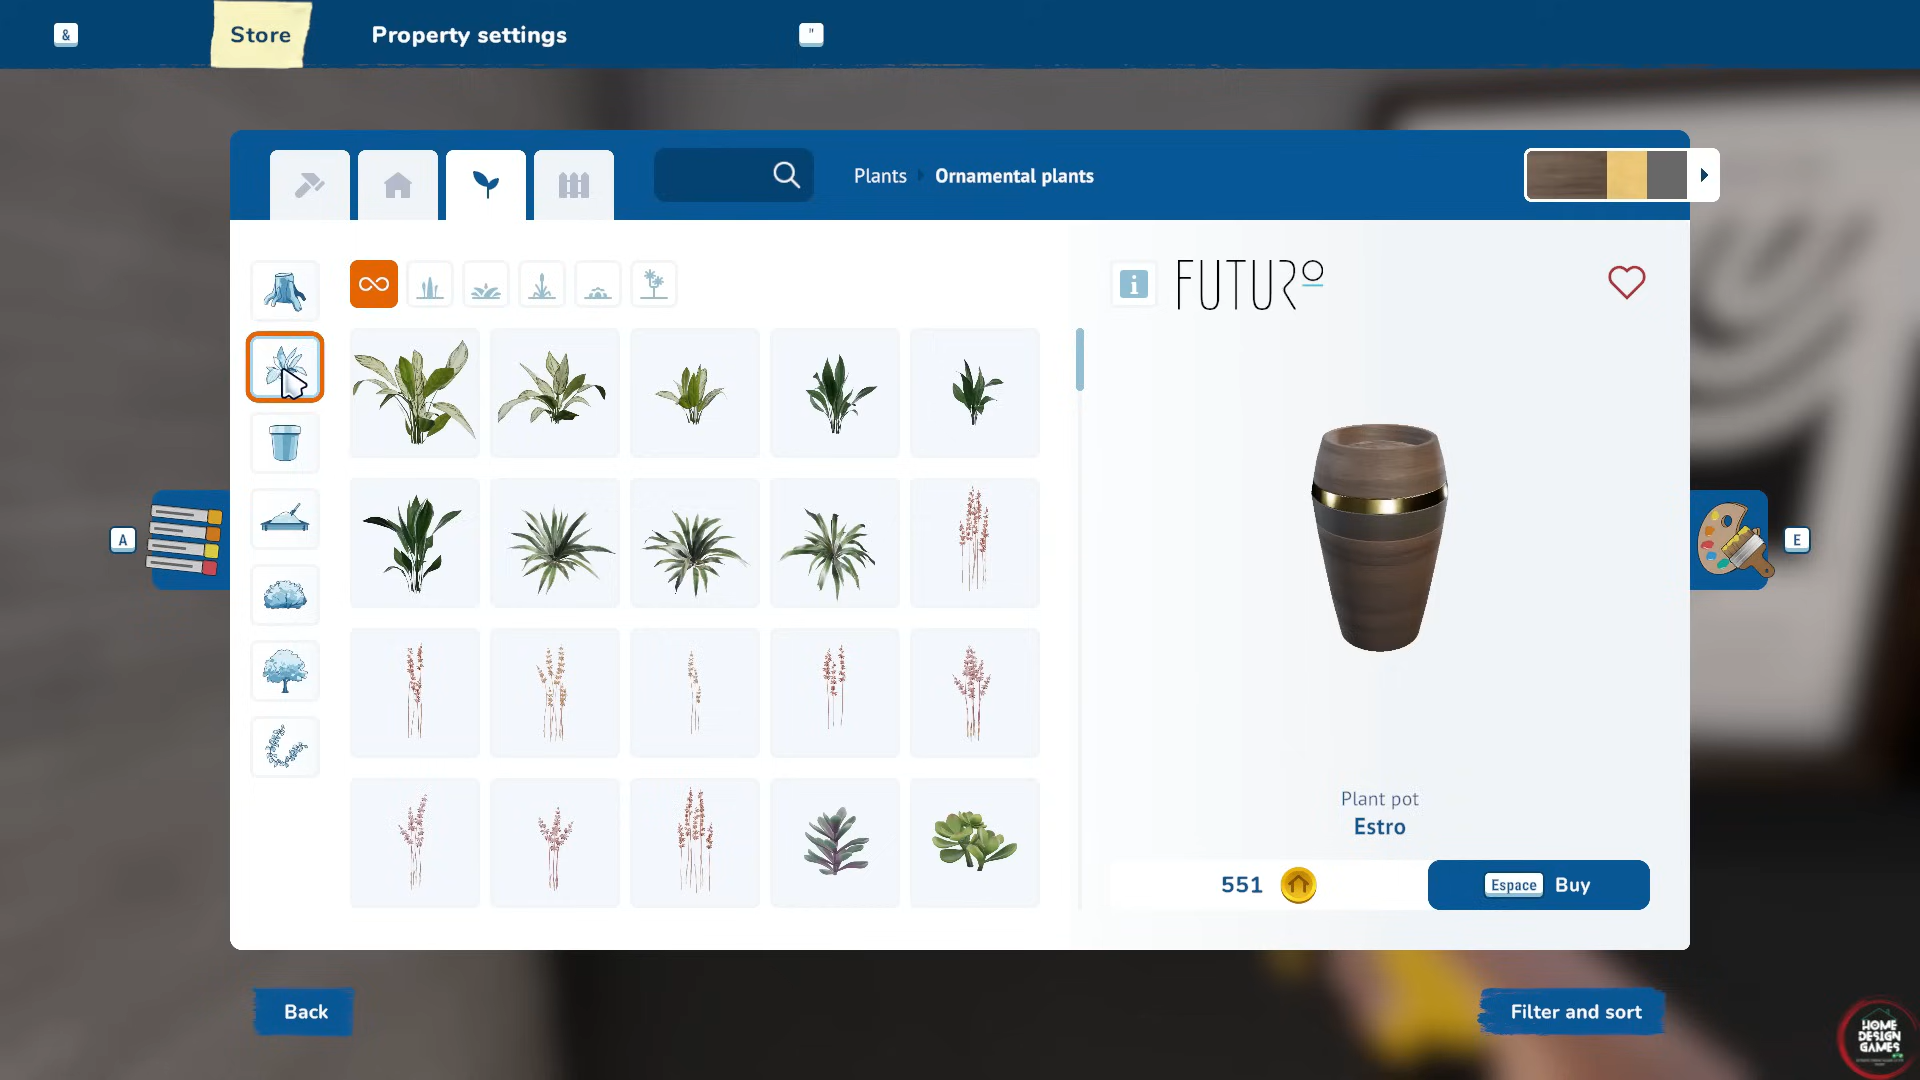 &
Store
Property settings
"
Plants
Ornamental plants
i
FUTURO
A
E
Plant pot
Estro
551
Espace
Buy
Back
Filter and sort
HOME
DESIGN
GAMES